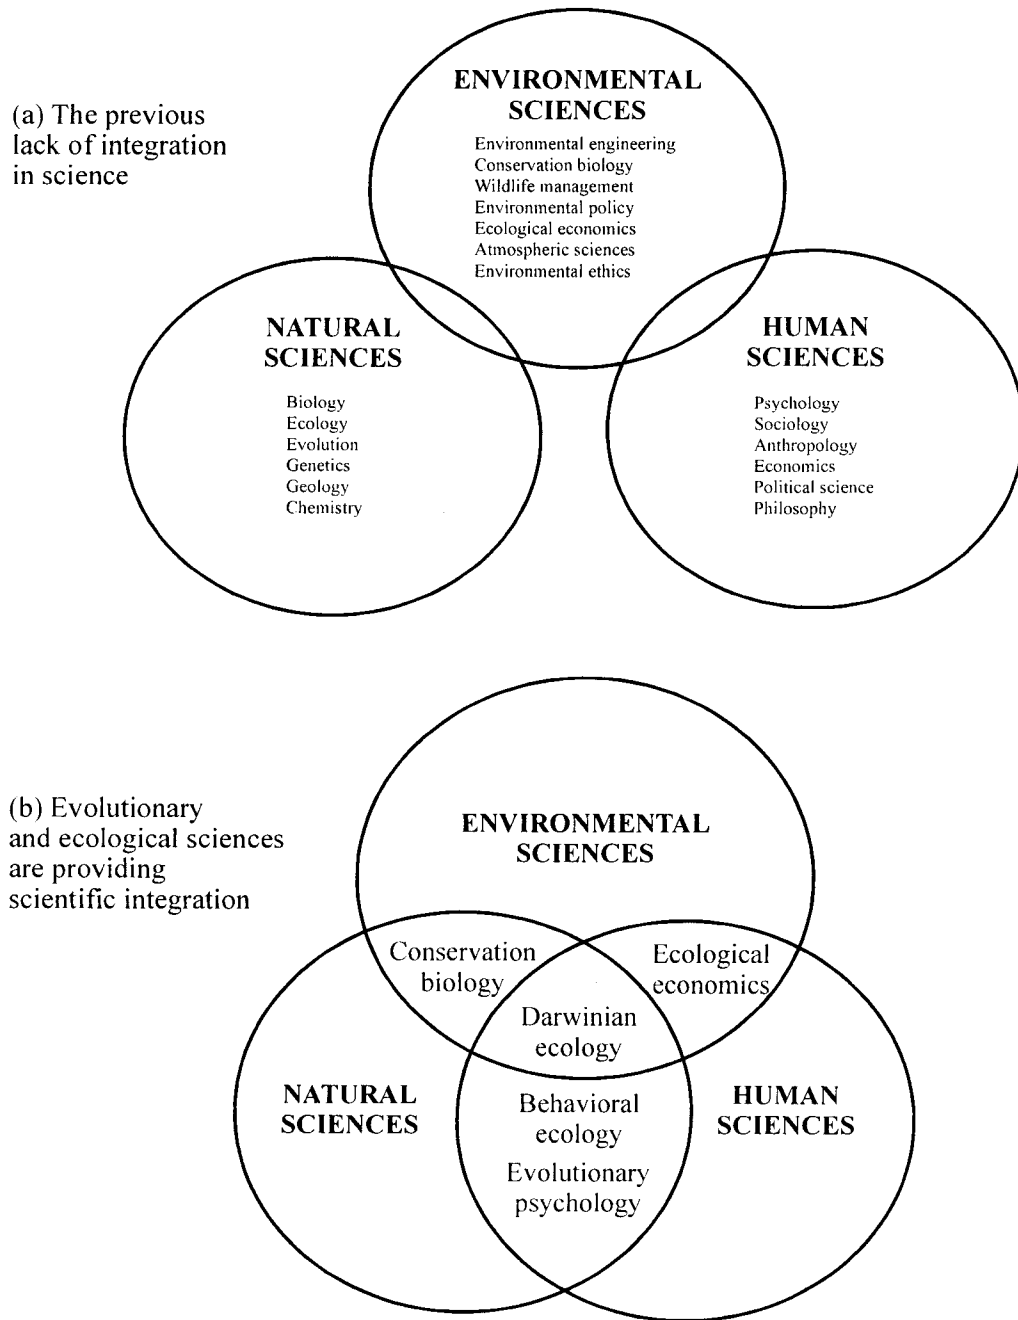 (a) The previous
lack of integration
in science
ENVIRONMENTAL
SCIENCES
Environmental engineering
Conservation biology
Wildlife management
Environmental policy
Ecological economics
Atmospheric sciences
Environmental ethics
NATURAL
SCIENCES
Biology
Ecology
Evolution
Genetics
Geology
Chemistry
HUMAN
SCIENCES
Psychology
Sociology
Anthropology
Economics
Political science
Philosophy
(b) Evolutionary
and ecological sciences
are providing
scientific integration
ENVIRONMENTAL
SCIENCES
Conservation
biology
Ecological
economics
Darwinian
ecology
NATURAL
SCIENCES
Behavioral
ecology
Evolutionary
psychology
HUMAN
SCIENCES